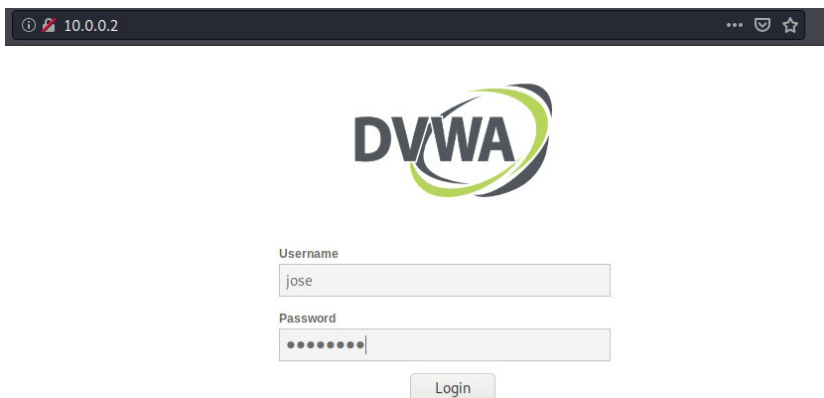 10.0.0.2
DVWA
Username
jose
Password
••••••••
Login